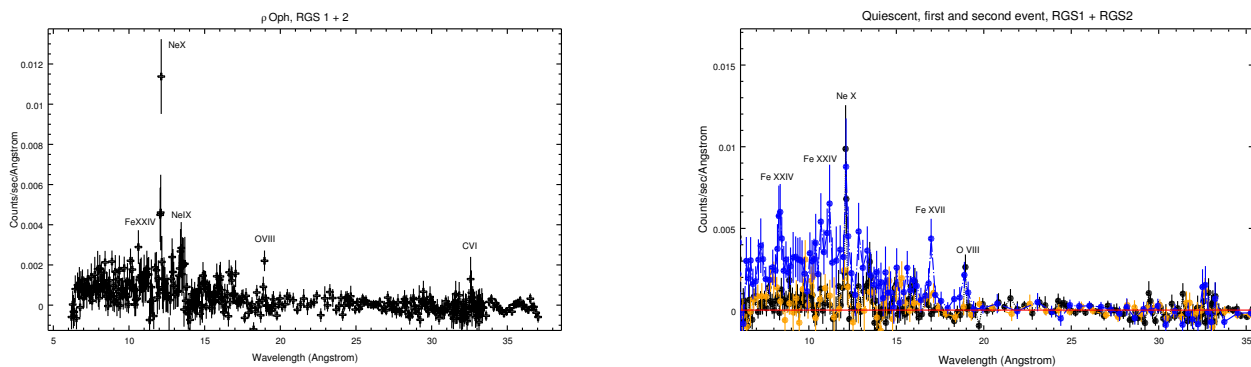 ρ Oph, RGS 1 + 2
Counts/sec/Angstrom
0.012
0.01
0.008
0.006
0.004
0.002
0
NeX
FeXXIV
NeIX
OVIII
CVI
5 10 15 20 25 30 35
Wavelength (Angstrom)
Quiescent, first and second event, RGS1 + RGS2
Counts/sec/Angstrom
0.015
0.01
0.005
0
Ne X
Fe XXIV
Fe XXIV
Fe XVII
O VIII
10 15 20 25 30 35
Wavelength (Angstrom)